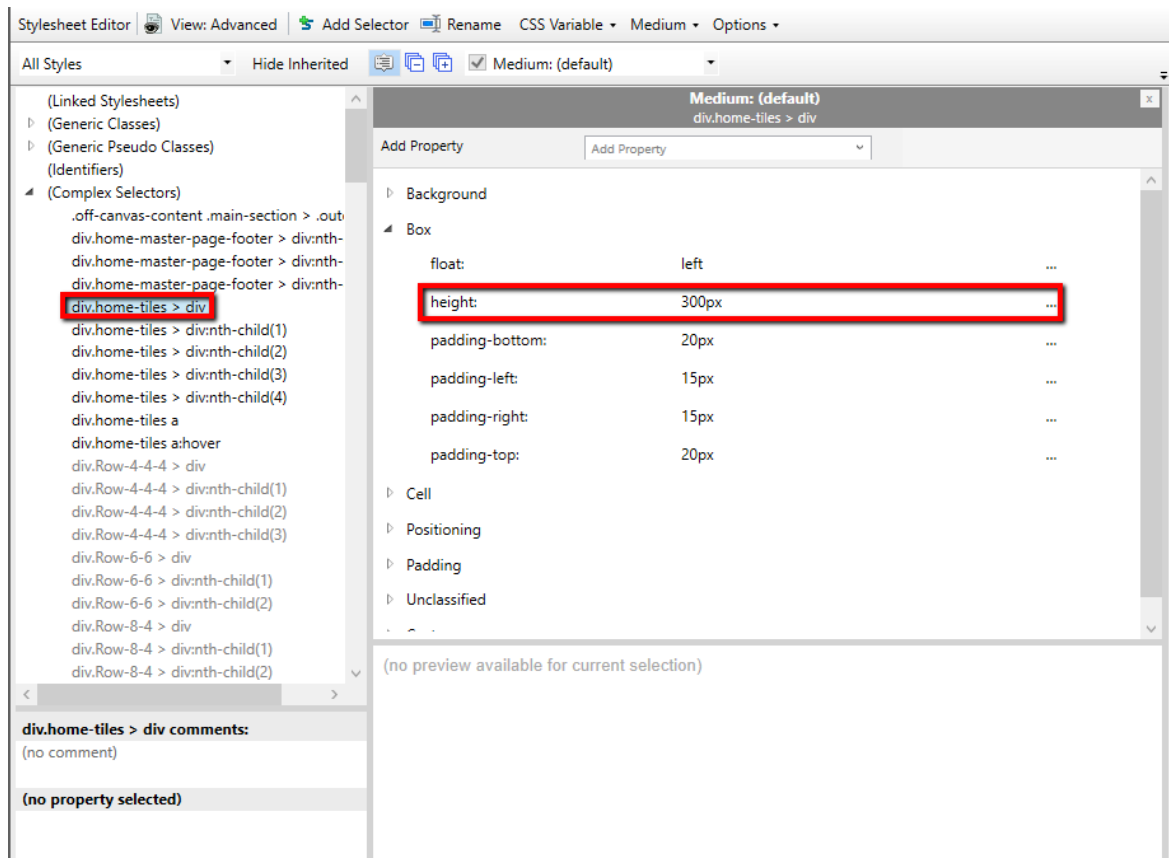 Stylesheet Editor View: Advanced Add Selector Rename CSS Variable Medium Options
All Styles Hide Inherited Medium: (default)
(Linked Stylesheets)
(Generic Classes)
(Generic Pseudo Classes)
(Identifiers)
(Complex Selectors)
.off-canvas-content .main-section > .out
div.home-master-page-footer > div:nth-
div.home-master-page-footer > div:nth-
div.home-master-page-footer > div:nth-
div.home-tiles > div
div.home-tiles > div:nth-child(1)
div.home-tiles > div:nth-child(2)
div.home-tiles > div:nth-child(3)
div.home-tiles > div:nth-child(4)
div.home-tiles a
div.home-tiles a:hover
div.Row-4-4-4 > div
div.Row-4-4-4 > div:nth-child(1)
div.Row-4-4-4 > div:nth-child(2)
div.Row-4-4-4 > div:nth-child(3)
div.Row-6-6 > div
div.Row-6-6 > div:nth-child(1)
div.Row-6-6 > div:nth-child(2)
div.Row-8-4 > div
div.Row-8-4 > div:nth-child(1)
div.Row-8-4 > div:nth-child(2)
div.home-tiles > div comments:
(no comment)
(no property selected)
Medium: (default) x
div.home-tiles > div
Add Property Add Property
Background
Box
float: left ...
height: 300px ...
padding-bottom: 20px ...
padding-left: 15px ...
padding-right: 15px ...
padding-top: 20px ...
Cell
Positioning
Padding
Unclassified
(no preview available for current selection)